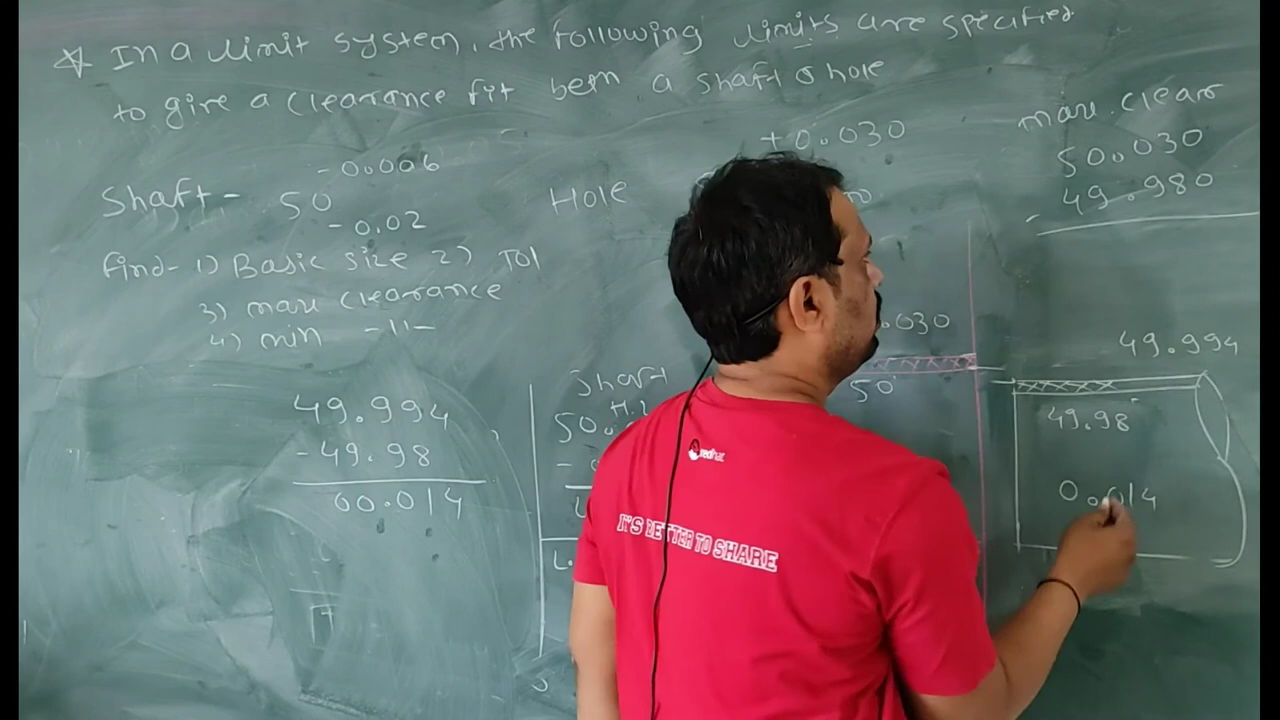 In a limit system, the following limits are specified
to give a clearance fit betn a shaft & hole
Shaft - 50 -0.006 -0.02
Hole +0.030
Find - 1) Basic size 2) Tol
3) max clearance
4) min -11-
49.994
- 49.98
00.014
Shaft
H.L
50.
-
L.
.030
50
max. clear
50.030
- 49.980
49.994
49.98
0.014
redhat.
IT'S BETTER TO SHARE